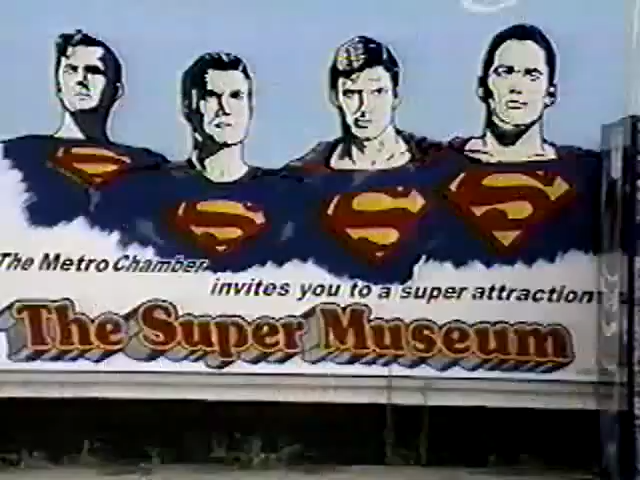 The Metro Chamber
invites you to a super attraction
The Super Museum